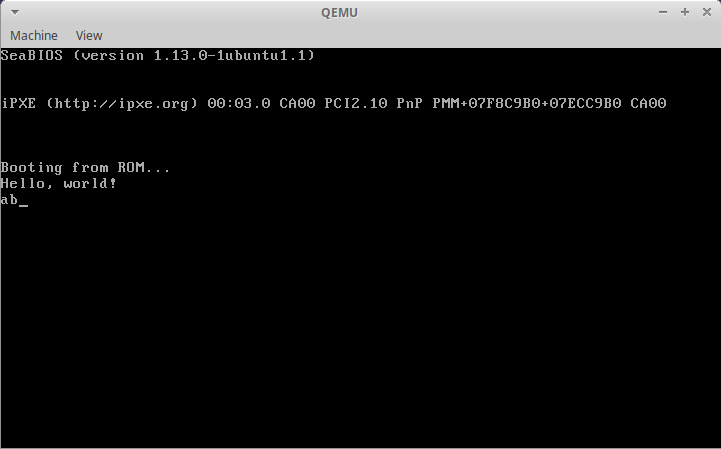 QEMU
Machine View
SeaBIOS (version 1.13.0-1ubuntu1.1)
iPXE (http://ipxe.org) 00:03.0 CA00 PCI2.10 PnP PMM+07F8C9B0+07ECC9B0 CA00
Booting from ROM...
Hello, world!
ab_